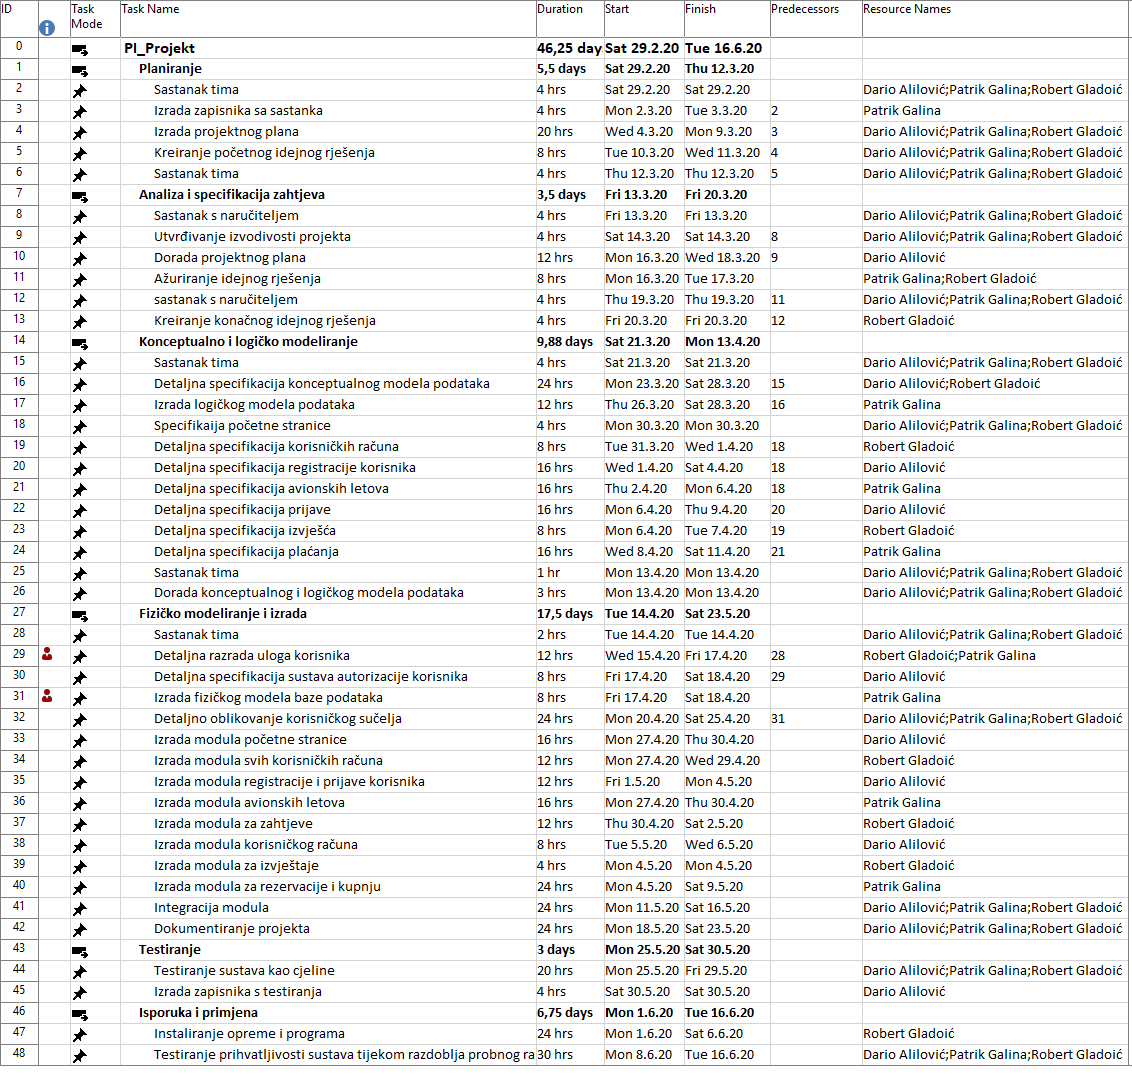 ID Task Mode Task Name Duration Start Finish Predecessors Resource Names
0 PI_Projekt 46,25 day Sat 29.2.20 Tue 16.6.20
1 Planiranje 5,5 days Sat 29.2.20 Thu 12.3.20
2 Sastanak tima 4 hrs Sat 29.2.20 Sat 29.2.20 Dario Alilović;Patrik Galina;Robert Gladoić
3 Izrada zapisnika sa sastanka 4 hrs Mon 2.3.20 Tue 3.3.20 2 Patrik Galina
4 Izrada projektnog plana 20 hrs Wed 4.3.20 Mon 9.3.20 3 Dario Alilović;Patrik Galina;Robert Gladoić
5 Kreiranje početnog idejnog rješenja 8 hrs Tue 10.3.20 Wed 11.3.20 4 Dario Alilović;Patrik Galina;Robert Gladoić
6 Sastanak tima 4 hrs Thu 12.3.20 Thu 12.3.20 5 Dario Alilović;Patrik Galina;Robert Gladoić
7 Analiza i specifikacija zahtjeva 3,5 days Fri 13.3.20 Fri 20.3.20
8 Sastanak s naručiteljem 4 hrs Fri 13.3.20 Fri 13.3.20 Dario Alilović;Patrik Galina;Robert Gladoić
9 Utvrđivanje izvodivosti projekta 4 hrs Sat 14.3.20 Sat 14.3.20 8 Dario Alilović;Patrik Galina;Robert Gladoić
10 Dorada projektnog plana 12 hrs Mon 16.3.20 Wed 18.3.20 9 Dario Alilović
11 Ažuriranje idejnog rješenja 8 hrs Mon 16.3.20 Tue 17.3.20 Patrik Galina;Robert Gladoić
12 sastanak s naručiteljem 4 hrs Thu 19.3.20 Thu 19.3.20 11 Dario Alilović;Patrik Galina;Robert Gladoić
13 Kreiranje konačnog idejnog rješenja 4 hrs Fri 20.3.20 Fri 20.3.20 12 Robert Gladoić
14 Konceptualno i logičko modeliranje 9,88 days Sat 21.3.20 Mon 13.4.20
15 Sastanak tima 4 hrs Sat 21.3.20 Sat 21.3.20 Dario Alilović;Patrik Galina;Robert Gladoić
16 Detaljna specifikacija konceptualnog modela podataka 24 hrs Mon 23.3.20 Sat 28.3.20 15 Dario Alilović;Robert Gladoić
17 Izrada logičkog modela podataka 12 hrs Thu 26.3.20 Sat 28.3.20 16 Patrik Galina
18 Specifikaija početne stranice 4 hrs Mon 30.3.20 Mon 30.3.20 Dario Alilović;Patrik Galina;Robert Gladoić
19 Detaljna specifikacija korisničkih računa 8 hrs Tue 31.3.20 Wed 1.4.20 18 Robert Gladoić
20 Detaljna specifikacija registracije korisnika 16 hrs Wed 1.4.20 Sat 4.4.20 18 Dario Alilović
21 Detaljna specifikacija avionskih letova 16 hrs Thu 2.4.20 Mon 6.4.20 18 Patrik Galina
22 Detaljna specifikacija prijave 16 hrs Mon 6.4.20 Thu 9.4.20 20 Dario Alilović
23 Detaljna specifikacija izvješća 8 hrs Mon 6.4.20 Tue 7.4.20 19 Robert Gladoić
24 Detaljna specifikacija plaćanja 16 hrs Wed 8.4.20 Sat 11.4.20 21 Patrik Galina
25 Sastanak tima 1 hr Mon 13.4.20 Mon 13.4.20 Dario Alilović;Patrik Galina;Robert Gladoić
26 Dorada konceptualnog i logičkog modela podataka 3 hrs Mon 13.4.20 Mon 13.4.20 Dario Alilović;Patrik Galina;Robert Gladoić
27 Fizičko modeliranje i izrada 17,5 days Tue 14.4.20 Sat 23.5.20
28 Sastanak tima 2 hrs Tue 14.4.20 Tue 14.4.20 Dario Alilović;Patrik Galina;Robert Gladoić
29 Detaljna razrada uloga korisnika 12 hrs Wed 15.4.20 Fri 17.4.20 28 Robert Gladoić;Patrik Galina
30 Detaljna specifikacija sustava autorizacije korisnika 8 hrs Fri 17.4.20 Sat 18.4.20 29 Dario Alilović
31 Izrada fizičkog modela baze podataka 8 hrs Fri 17.4.20 Sat 18.4.20 Patrik Galina
32 Detaljno oblikovanje korisničkog sučelja 24 hrs Mon 20.4.20 Sat 25.4.20 31 Dario Alilović;Patrik Galina;Robert Gladoić
33 Izrada modula početne stranice 16 hrs Mon 27.4.20 Thu 30.4.20 Dario Alilović
34 Izrada modula svih korisničkih računa 12 hrs Mon 27.4.20 Wed 29.4.20 Robert Gladoić
35 Izrada modula registracije i prijave korisnika 12 hrs Fri 1.5.20 Mon 4.5.20 Dario Alilović
36 Izrada modula avionskih letova 16 hrs Mon 27.4.20 Thu 30.4.20 Patrik Galina
37 Izrada modula za zahtjeve 12 hrs Thu 30.4.20 Sat 2.5.20 Robert Gladoić
38 Izrada modula korisničkog računa 8 hrs Tue 5.5.20 Wed 6.5.20 Dario Alilović
39 Izrada modula za izvještaje 4 hrs Mon 4.5.20 Mon 4.5.20 Robert Gladoić
40 Izrada modula za rezervacije i kupnju 24 hrs Mon 4.5.20 Sat 9.5.20 Patrik Galina
41 Integracija modula 24 hrs Mon 11.5.20 Sat 16.5.20 Dario Alilović;Patrik Galina;Robert Gladoić
42 Dokumentiranje projekta 24 hrs Mon 18.5.20 Sat 23.5.20 Dario Alilović;Patrik Galina;Robert Gladoić
43 Testiranje 3 days Mon 25.5.20 Sat 30.5.20
44 Testiranje sustava kao cjeline 20 hrs Mon 25.5.20 Fri 29.5.20 Dario Alilović;Patrik Galina;Robert Gladoić
45 Izrada zapisnika s testiranja 4 hrs Sat 30.5.20 Sat 30.5.20 Dario Alilović
46 Isporuka i primjena 6,75 days Mon 1.6.20 Tue 16.6.20
47 Instaliranje opreme i programa 24 hrs Mon 1.6.20 Sat 6.6.20 Robert Gladoić
48 Testiranje prihvatljivosti sustava tijekom razdoblja probnog ra 30 hrs Mon 8.6.20 Tue 16.6.20 Dario Alilović;Patrik Galina;Robert Gladoić